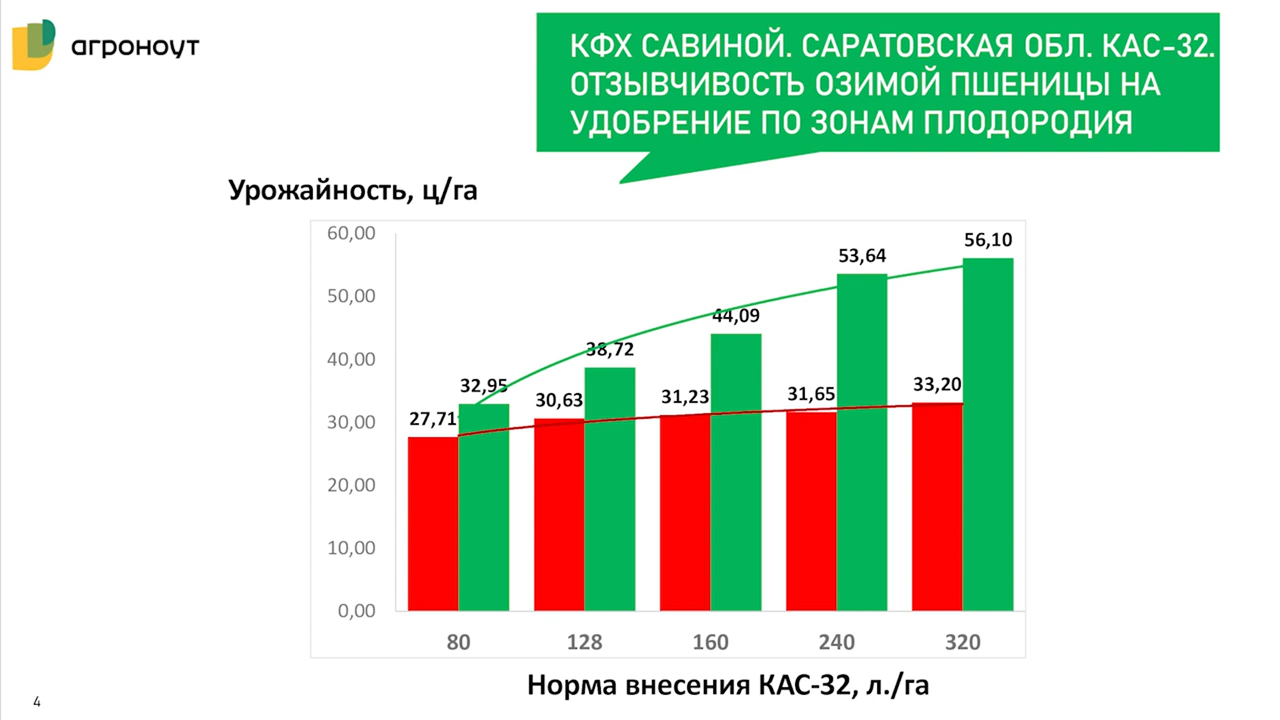 агроноут
КФХ САВИНОЙ. САРАТОВСКАЯ ОБЛ. КАС-32.
ОТЗЫВЧИВОСТЬ ОЗИМОЙ ПШЕНИЦЫ НА
УДОБРЕНИЕ ПО ЗОНАМ ПЛОДОРОДИЯ
Урожайность, ц/га
60,00
50,00
40,00
30,00
20,00
10,00
0,00
27,71
32,95
30,63
38,72
31,23
44,09
31,65
53,64
33,20
56,10
80 128 160 240 320
Норма внесения КАС-32, л./га
4